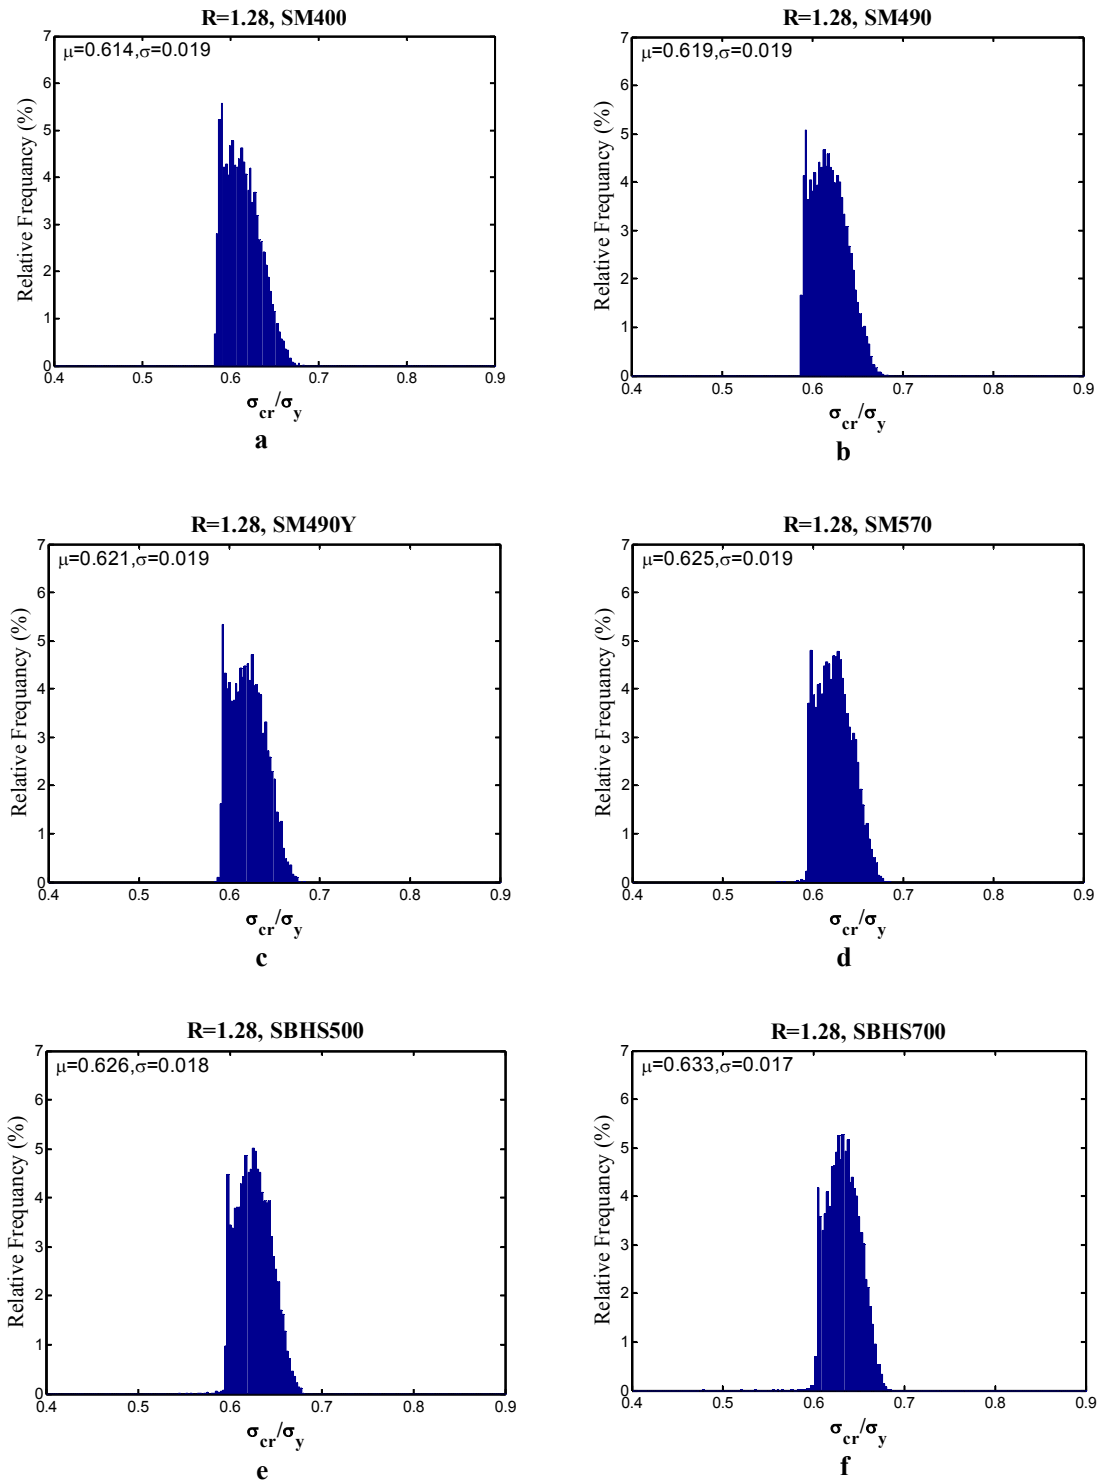 R=1.28, SM400
μ=0.614,σ=0.019
Relative Frequancy (%)
7
6
5
4
3
2
1
0
0.4 0.5 0.6 0.7 0.8 0.9
σcr/σy
a
R=1.28, SM490
μ=0.619,σ=0.019
Relative Frequancy (%)
7
6
5
4
3
2
1
0
0.4 0.5 0.6 0.7 0.8 0.9
σcr/σy
b
R=1.28, SM490Y
μ=0.621,σ=0.019
Relative Frequancy (%)
7
6
5
4
3
2
1
0
0.4 0.5 0.6 0.7 0.8 0.9
σcr/σy
c
R=1.28, SM570
μ=0.625,σ=0.019
Relative Frequancy (%)
7
6
5
4
3
2
1
0
0.4 0.5 0.6 0.7 0.8 0.9
σcr/σy
d
R=1.28, SBHS500
μ=0.626,σ=0.018
Relative Frequancy (%)
7
6
5
4
3
2
1
0
0.4 0.5 0.6 0.7 0.8 0.9
σcr/σy
e
R=1.28, SBHS700
μ=0.633,σ=0.017
Relative Frequancy (%)
7
6
5
4
3
2
1
0
0.4 0.5 0.6 0.7 0.8 0.9
σcr/σy
f